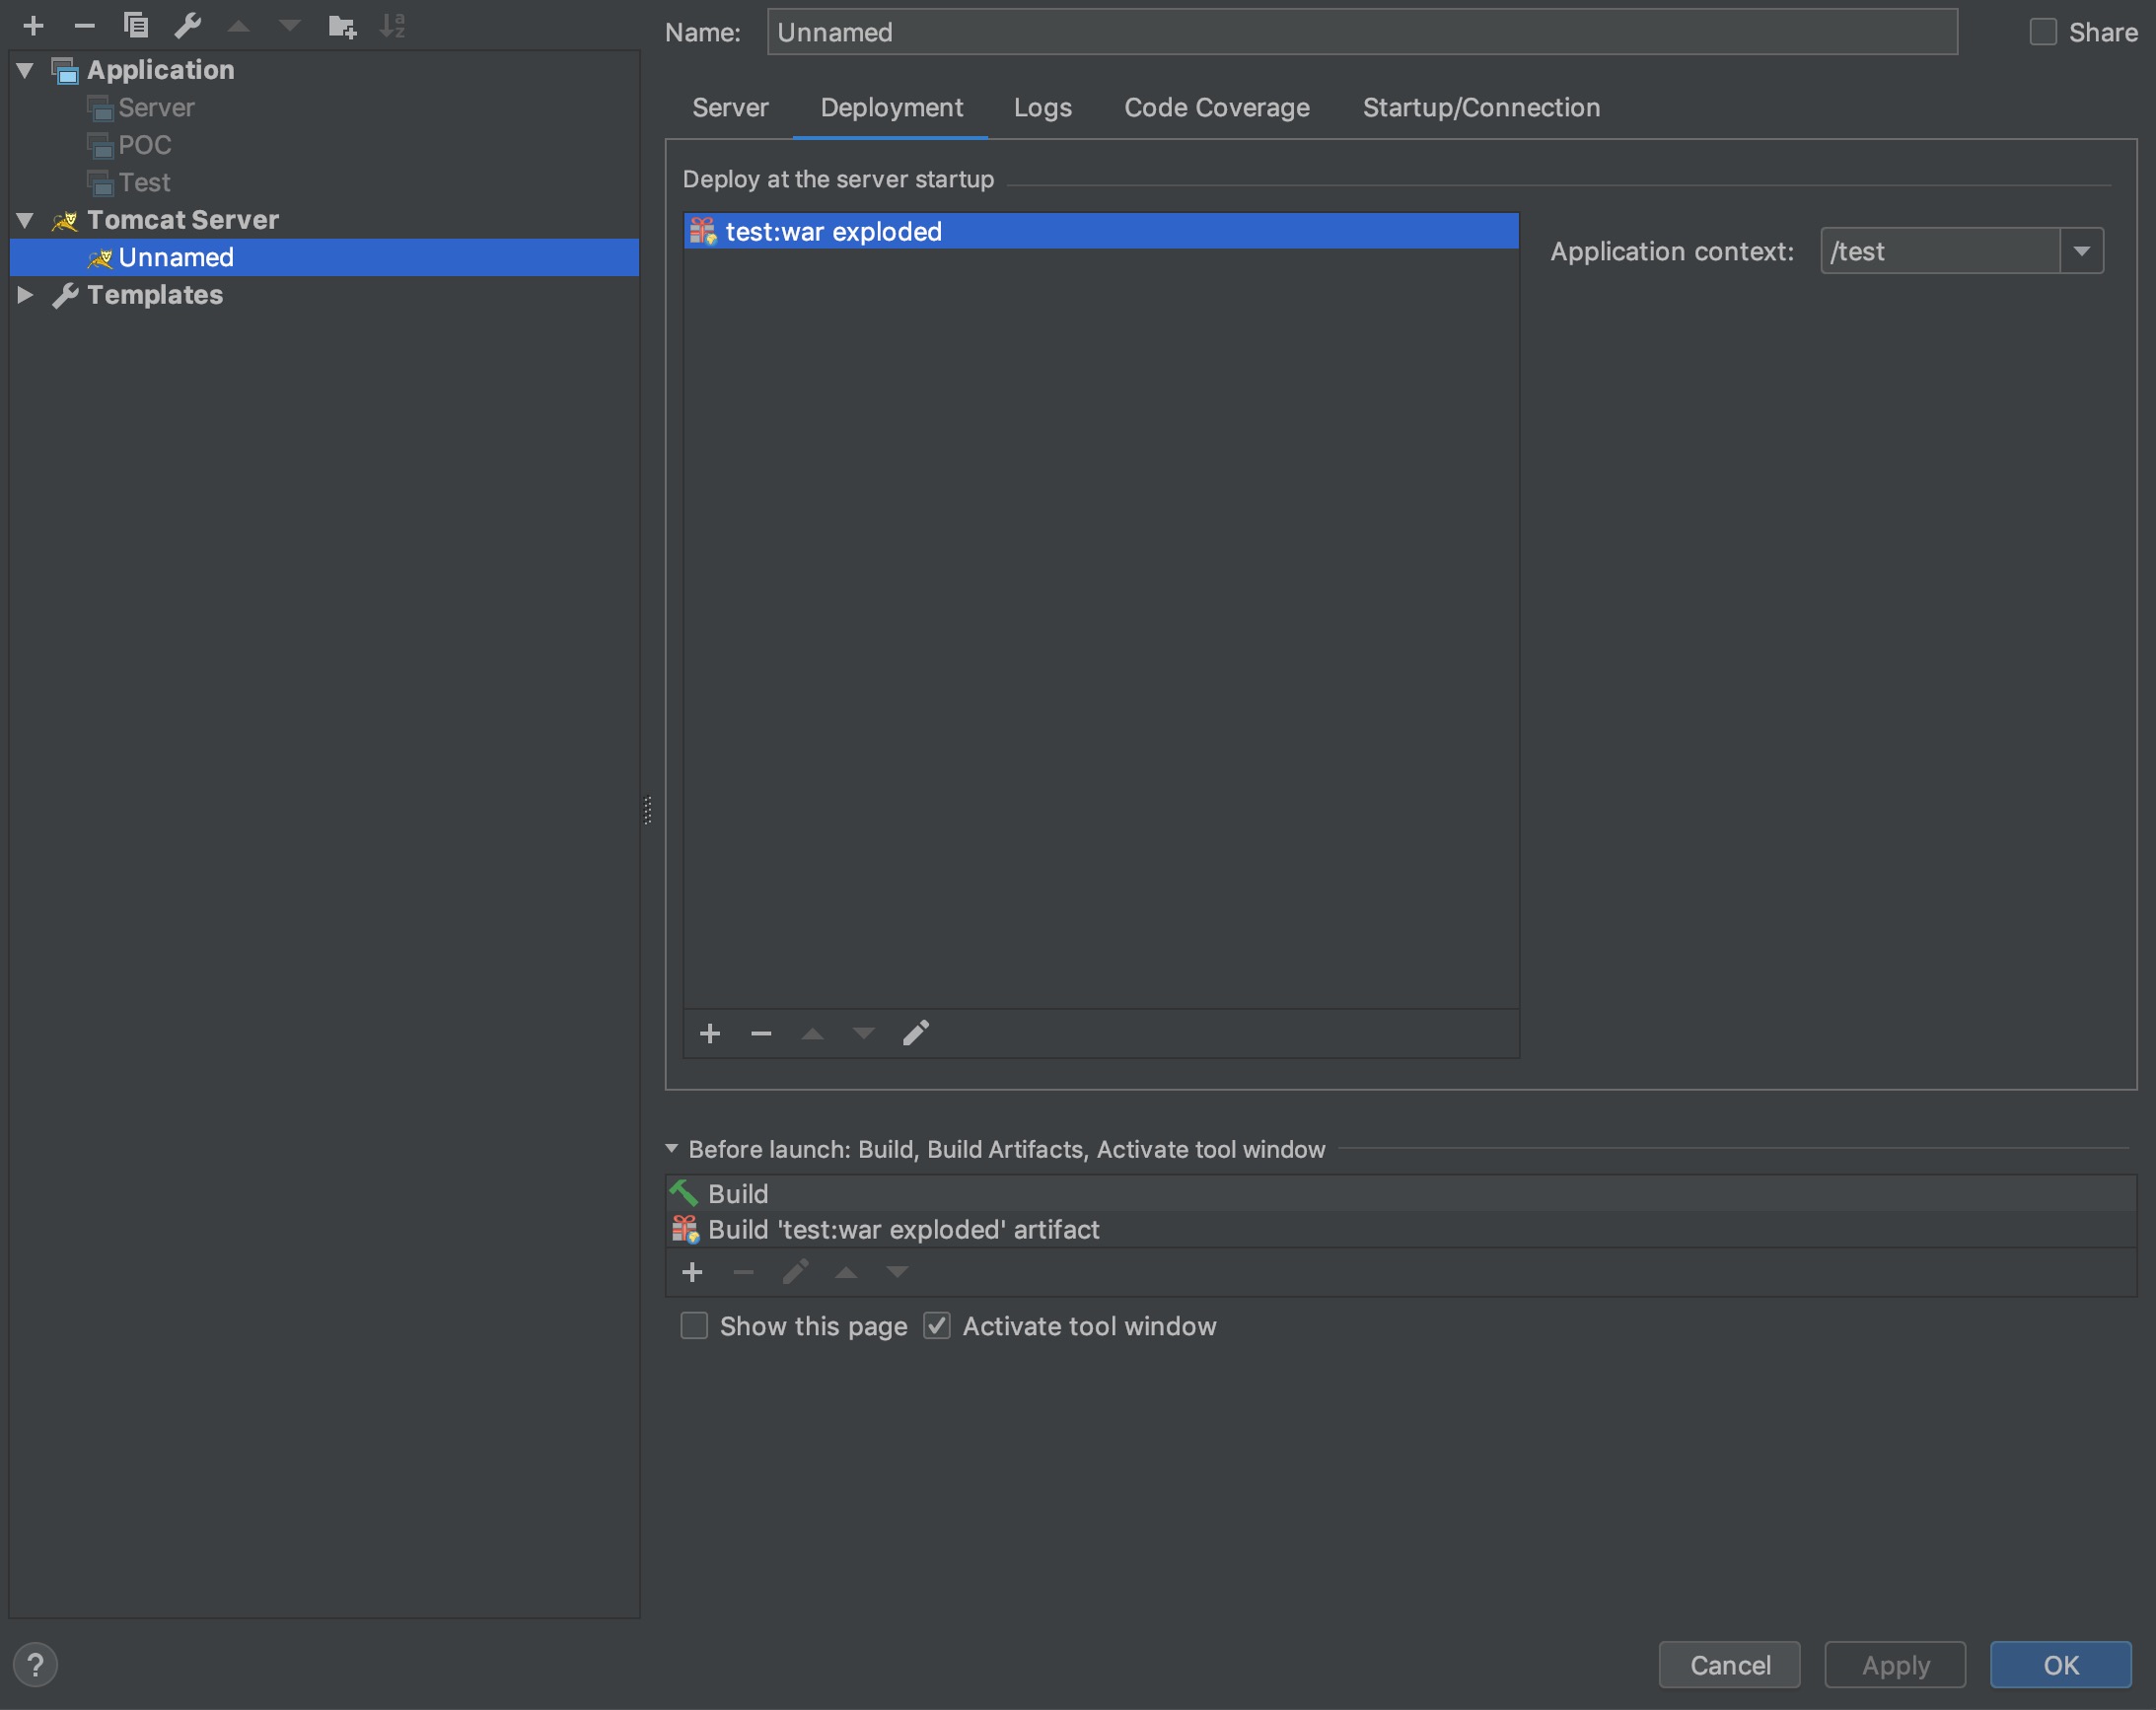 Application
Server
POC
Test
Tomcat Server
Unnamed
Templates
Name: Unnamed Share
Server Deployment Logs Code Coverage Startup/Connection
Deploy at the server startup
test:war exploded
Application context: /test
Before launch: Build, Build Artifacts, Activate tool window
Build
Build 'test:war exploded' artifact
Show this page Activate tool window
? Cancel Apply OK